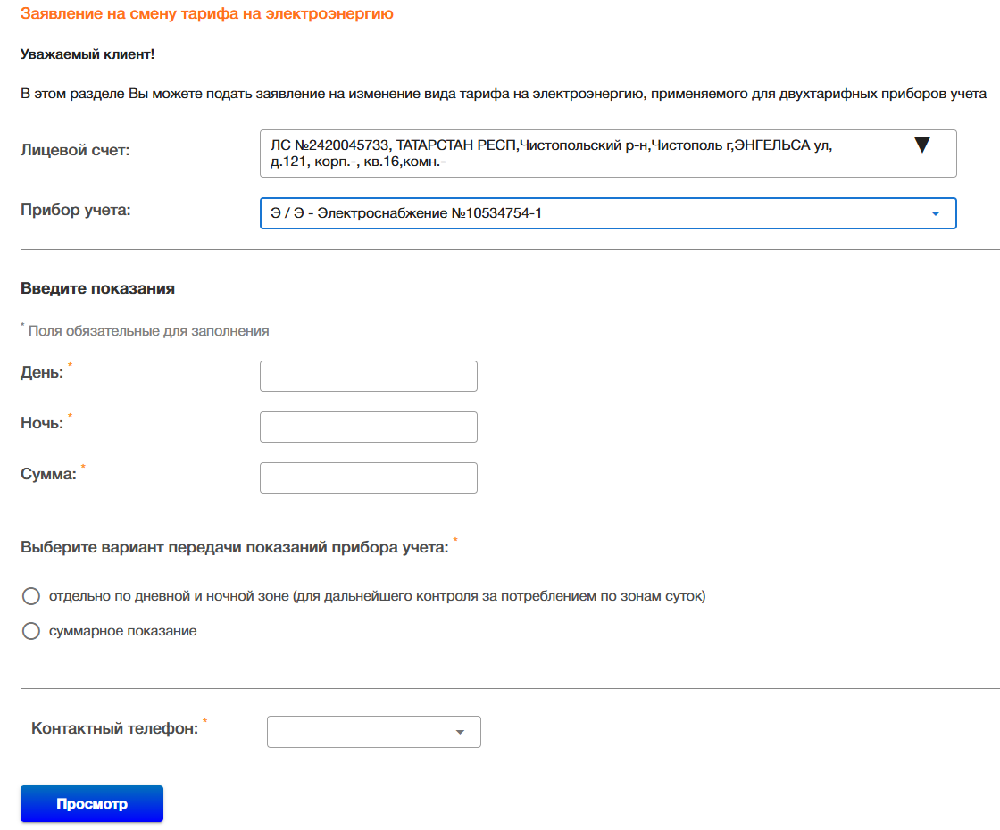 Заявление на смену тарифа на электроэнергию
Уважаемый клиент!
В этом разделе Вы можете подать заявление на изменение вида тарифа на электроэнергию, применяемого для двухтарифных приборов учета
Лицевой счет:
ЛС №2420045733, ТАТАРСТАН РЕСП,Чистопольский р-н,Чистополь г,ЭНГЕЛЬСА ул,
д.121, корп.-, кв.16,комн.-
Прибор учета:
Э / Э - Электроснабжение №10534754-1
Введите показания
* Поля обязательные для заполнения
День: *
Ночь: *
Сумма: *
Выберите вариант передачи показаний прибора учета: *
отдельно по дневной и ночной зоне (для дальнейшего контроля за потреблением по зонам суток)
суммарное показание
Контактный телефон: *
Просмотр